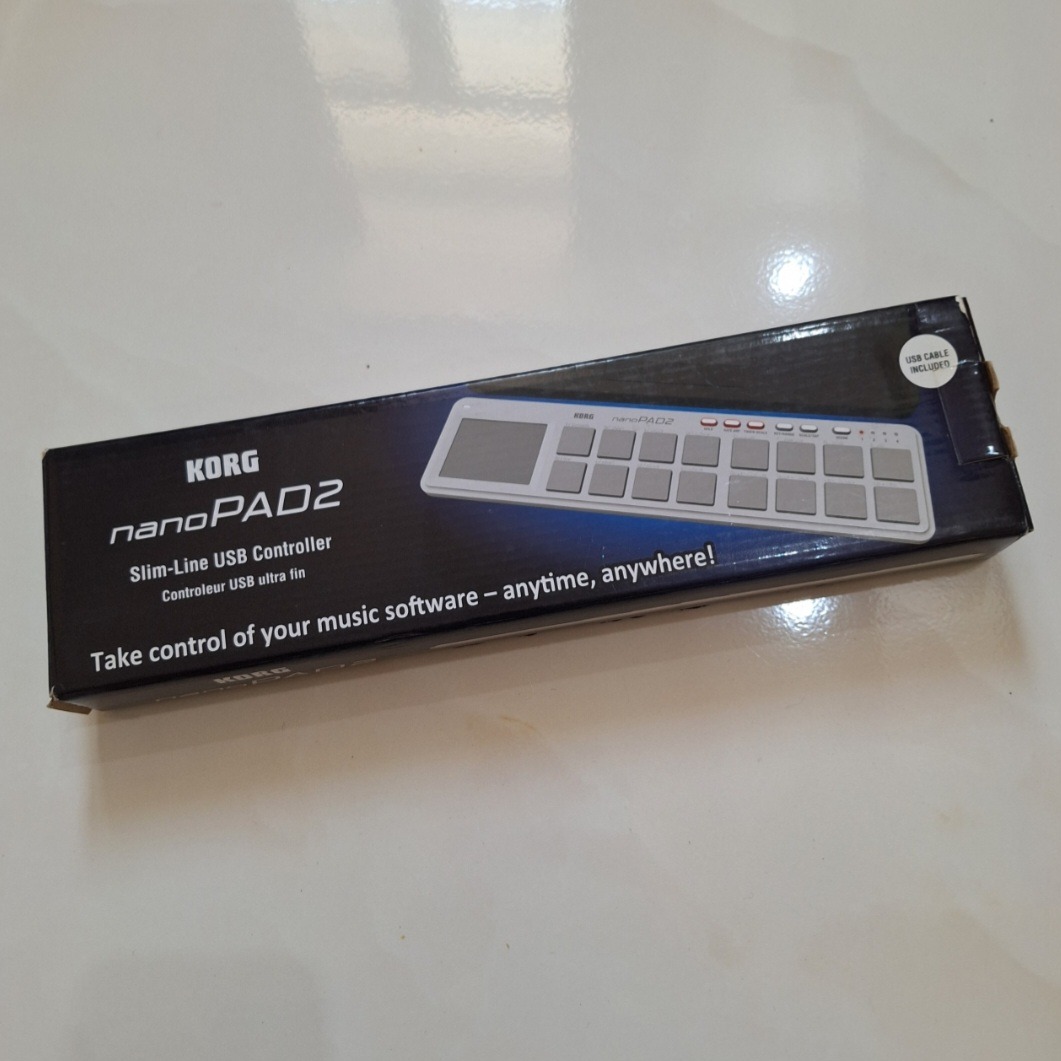 USB CABLE
INCLUDED
KORG
nanoPAD2
KORG
nanoPAD2
Slim-Line USB Controller
Controleur USB ultra fin
Take control of your music software – anytime, anywhere!
KORG